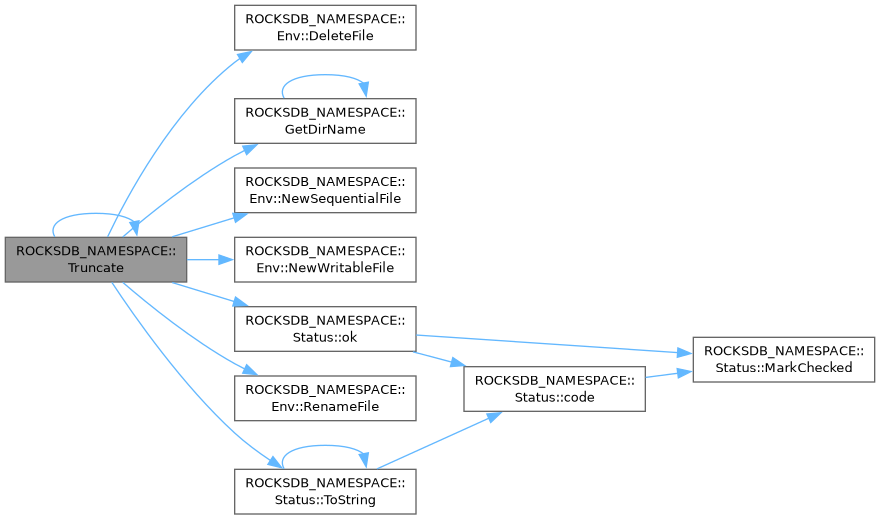 ROCKSDB_NAMESPACE::
Env::DeleteFile
ROCKSDB_NAMESPACE::
GetDirName
ROCKSDB_NAMESPACE::
Env::NewSequentialFile
ROCKSDB_NAMESPACE::
Truncate
ROCKSDB_NAMESPACE::
Env::NewWritableFile
ROCKSDB_NAMESPACE::
Status::ok
ROCKSDB_NAMESPACE::
Status::MarkChecked
ROCKSDB_NAMESPACE::
Env::RenameFile
ROCKSDB_NAMESPACE::
Status::code
ROCKSDB_NAMESPACE::
Status::ToString